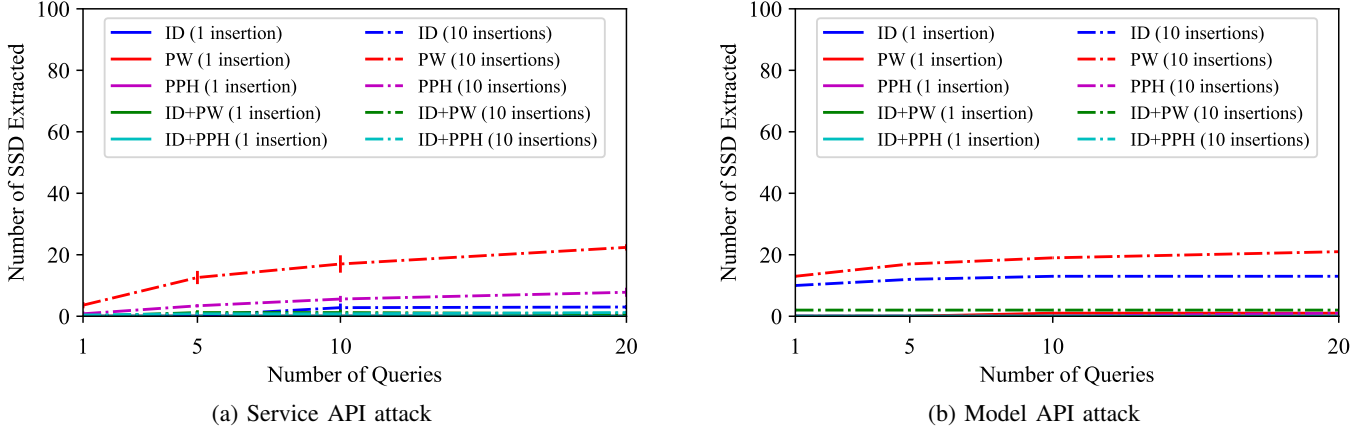 100
80
60
40
20
0
Number of SSD Extracted
ID (1 insertion)
PW (1 insertion)
PPH (1 insertion)
ID+PW (1 insertion)
ID+PPH (1 insertion)
ID (10 insertions)
PW (10 insertions)
PPH (10 insertions)
ID+PW (10 insertions)
ID+PPH (10 insertions)
1 5 10 20
Number of Queries
(a) Service API attack
100
80
60
40
20
0
Number of SSD Extracted
ID (1 insertion)
PW (1 insertion)
PPH (1 insertion)
ID+PW (1 insertion)
ID+PPH (1 insertion)
ID (10 insertions)
PW (10 insertions)
PPH (10 insertions)
ID+PW (10 insertions)
ID+PPH (10 insertions)
1 5 10 20
Number of Queries
(b) Model API attack